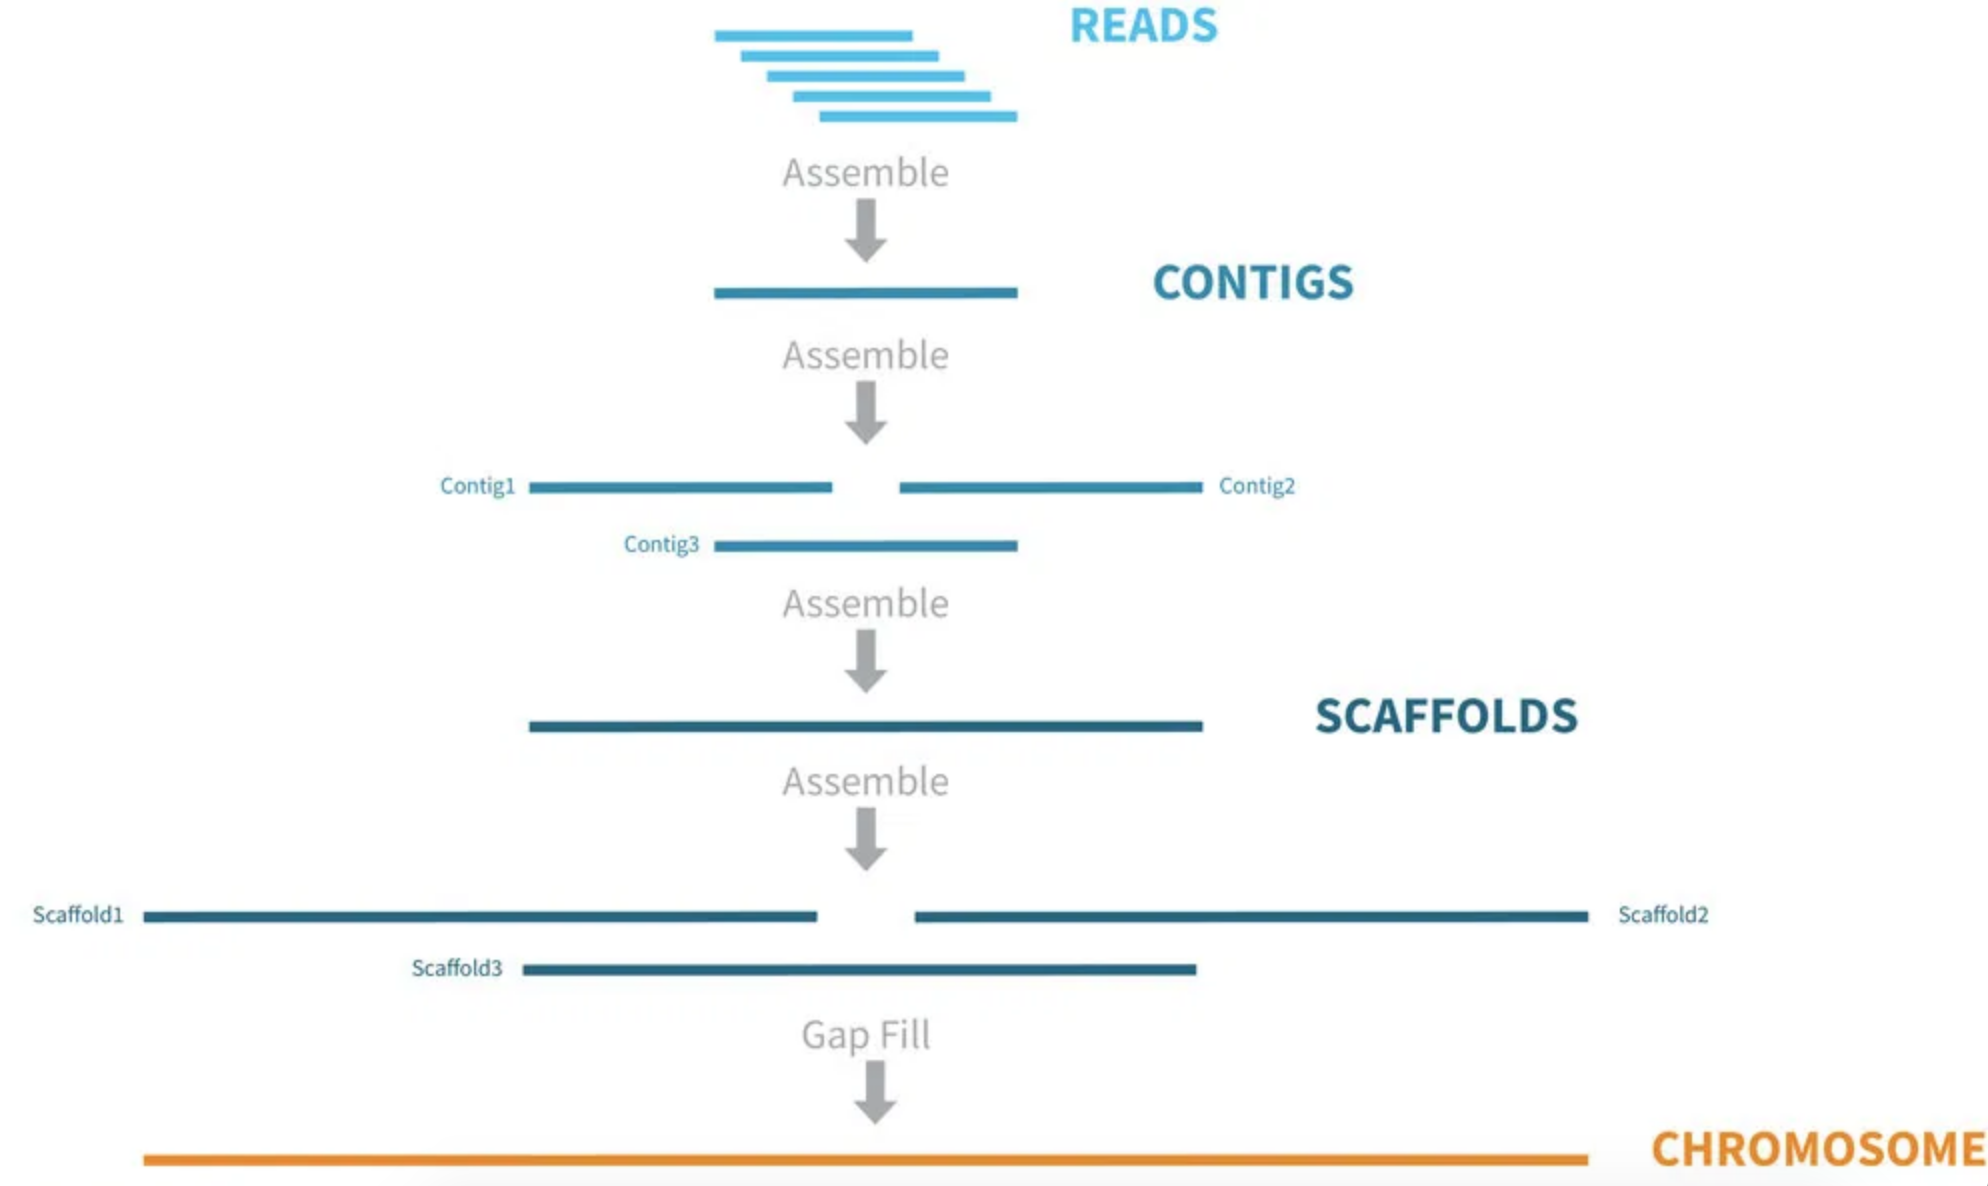 READS
Assemble
CONTIGS
Assemble
Contig1
Contig2
Contig3
Assemble
SCAFFOLDS
Assemble
Scaffold1
Scaffold2
Scaffold3
Gap Fill
CHROMOSOME